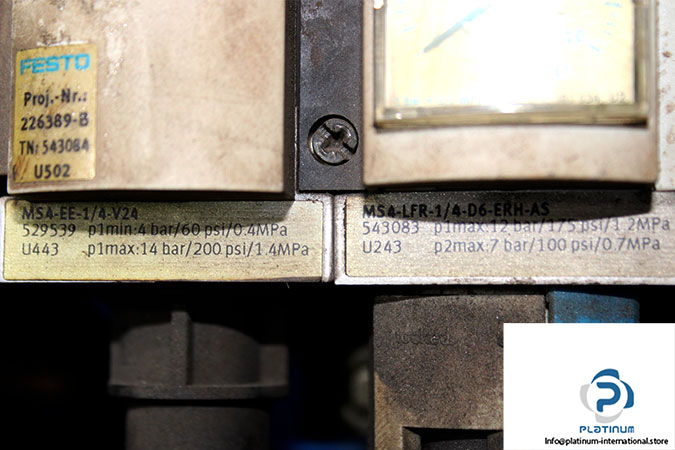 FESTO
Proj.-Nr.:
226389-B
TN: 543084
U502
MS4-EE-1/4-V24
529539 p1min:4 bar/60 psi/0.4MPa
U443 p1max:14 bar/200 psi/1.4MPa
MS4-LFR-1/4-D6-ERH-AS
543083 p1max:12 bar/175 psi/1.2MPa
U243 p2max:7 bar/100 psi/0.7MPa
PLATINUM
Info@platinum-international.store